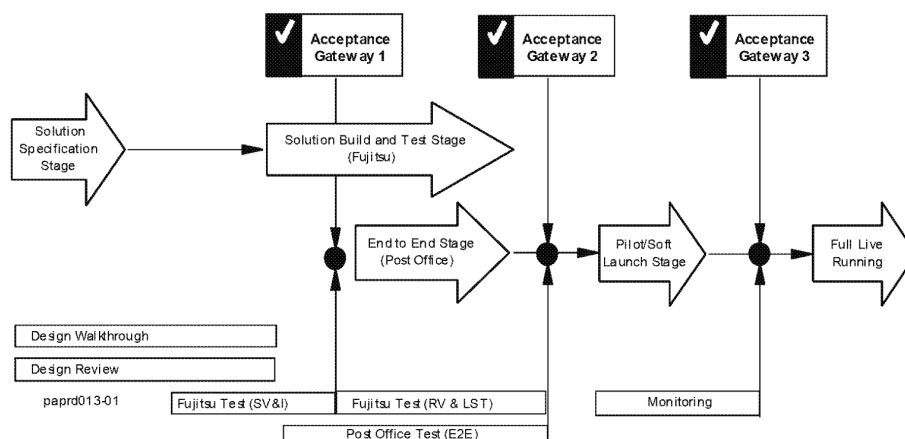 Acceptance
Gateway 1
Acceptance
Gateway 2
Acceptance
Gateway 3
Solution
Specification
Stage
Solution Build and Test Stage
(Fujitsu)
End to End Stage
(Post Office)
Pilot/Soft
Launch Stage
Full Live
Running
Design Walkthrough
Design Review
paprd013-01
Fujitsu Test (SV&I)
Fujitsu Test (RV & LST)
Monitoring
Post Office Test (E2E)